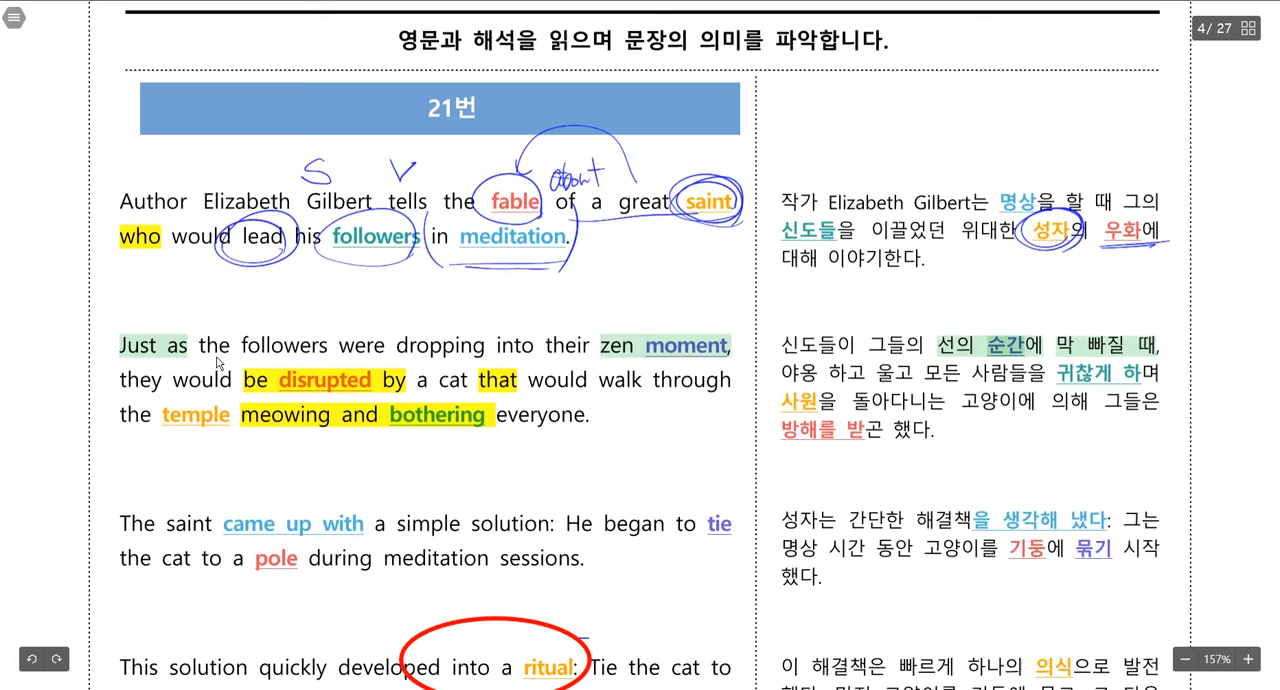 4/ 27
영문과 해석을 읽으며 문장의 의미를 파악합니다.
21번
S V about
Author Elizabeth Gilbert tells the fable of a great saint
who would lead his followers in meditation.
작가 Elizabeth Gilbert는 명상을 할 때 그의
신도들을 이끌었던 위대한 성자의 우화에
대해 이야기한다.
Just as the followers were dropping into their zen moment,
they would be disrupted by a cat that would walk through
the temple meowing and bothering everyone.
신도들이 그들의 선의 순간에 막 빠질 때,
야옹 하고 울고 모든 사람들을 귀찮게 하며
사원을 돌아다니는 고양이에 의해 그들은
방해를 받곤 했다.
The saint came up with a simple solution: He began to tie
the cat to a pole during meditation sessions.
성자는 간단한 해결책을 생각해 냈다: 그는
명상 시간 동안 고양이를 기둥에 묶기 시작
했다.
This solution quickly developed into a ritual: Tie the cat to
이 해결책은 빠르게 하나의 의식으로 발전
157%